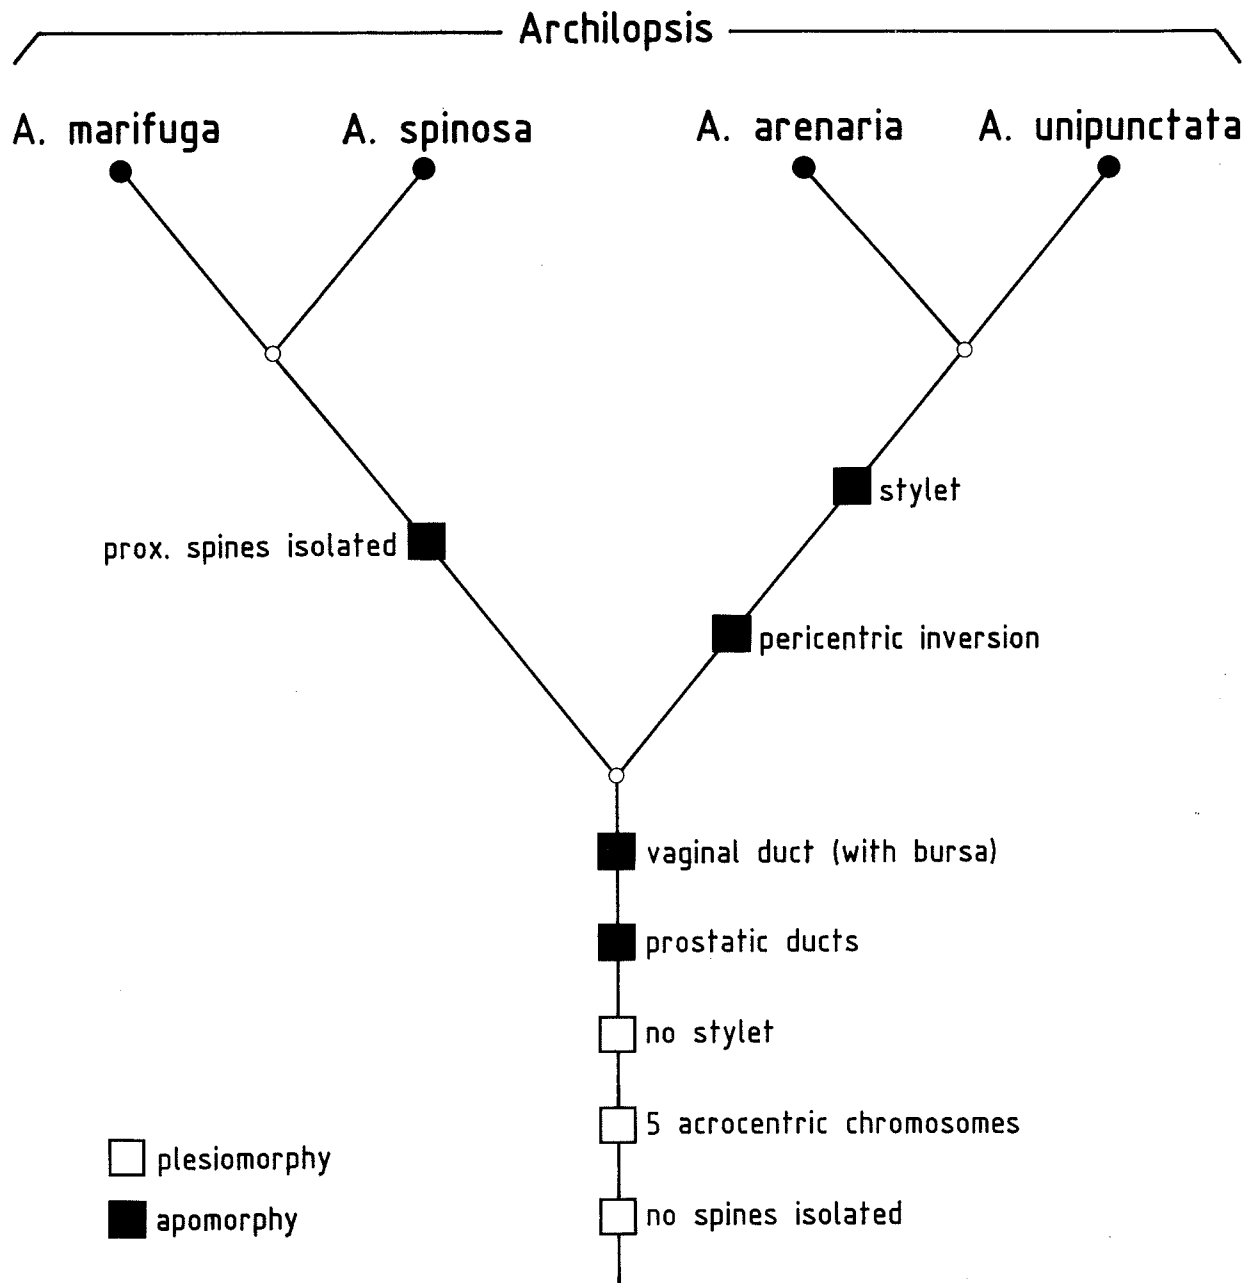 Archilopsis
A. marifuga
A. spinosa
A. arenaria
A. unipunctata
stylet
prox. spines isolated
pericentric inversion
vaginal duct (with bursa)
prostatic ducts
no stylet
5 acrocentric chromosomes
plesiomorphy
no spines isolated
apomorphy